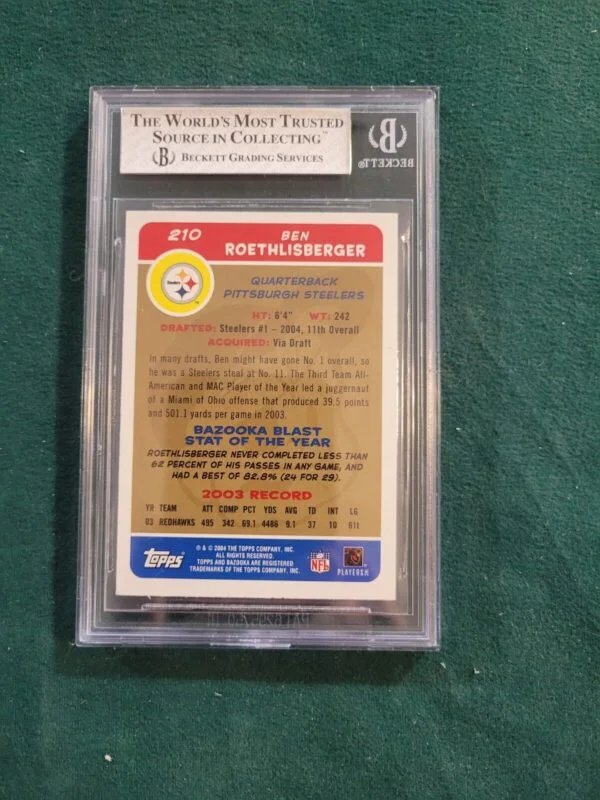 THE WORLD'S MOST TRUSTED
SOURCE IN COLLECTING™
(B) BECKETT GRADING SERVICES
BECKETT®
210
BEN
ROETHLISBERGER
Steelers
QUARTERBACK
PITTSBURGH STEELERS
HT: 6'4" WT: 242
DRAFTED: Steelers #1 – 2004, 11th Overall
ACQUIRED: Via Draft
In many drafts, Ben might have gone No. 1 overall, so
he was a Steelers steal at No. 11. The Third Team All-
American and MAC Player of the Year led a juggernaut
of a Miami of Ohio offense that produced 39.5 points
and 501.1 yards per game in 2003.
BAZOOKA BLAST
STAT OF THE YEAR
ROETHLISBERGER NEVER COMPLETED LESS THAN
62 PERCENT OF HIS PASSES IN ANY GAME, AND
HAD A BEST OF 82.8% (24 FOR 29).
2003 RECORD
YR TEAM ATT COMP PCT YDS AVG TD INT LG
03 REDHAWKS 495 342 69.1 4486 9.1 37 10 61t
Topps®
® & © 2004 THE TOPPS COMPANY, INC.
ALL RIGHTS RESERVED.
TOPPS AND BAZOOKA ARE REGISTERED
TRADEMARKS OF THE TOPPS COMPANY, INC.
NFL
PLAYERS